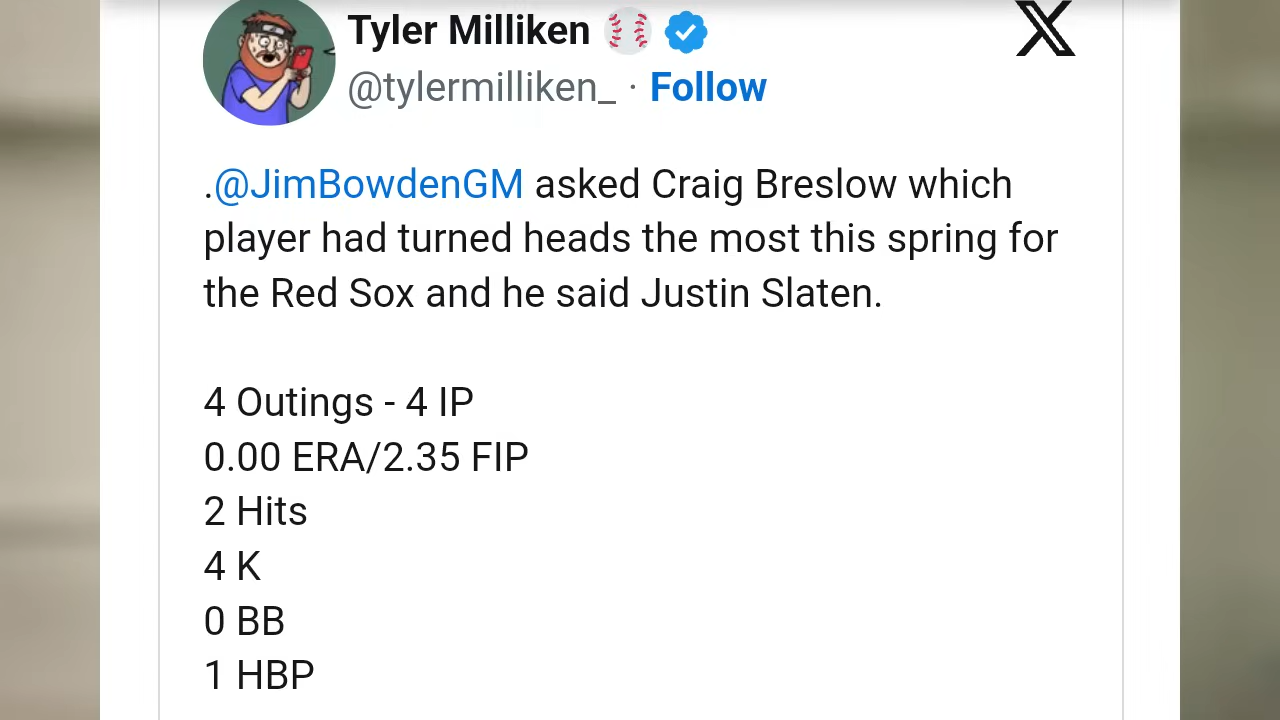 Tyler Milliken ⚾
@tylermilliken_ · Follow
.@JimBowdenGM asked Craig Breslow which
player had turned heads the most this spring for
the Red Sox and he said Justin Slaten.
4 Outings - 4 IP
0.00 ERA/2.35 FIP
2 Hits
4 K
0 BB
1 HBP